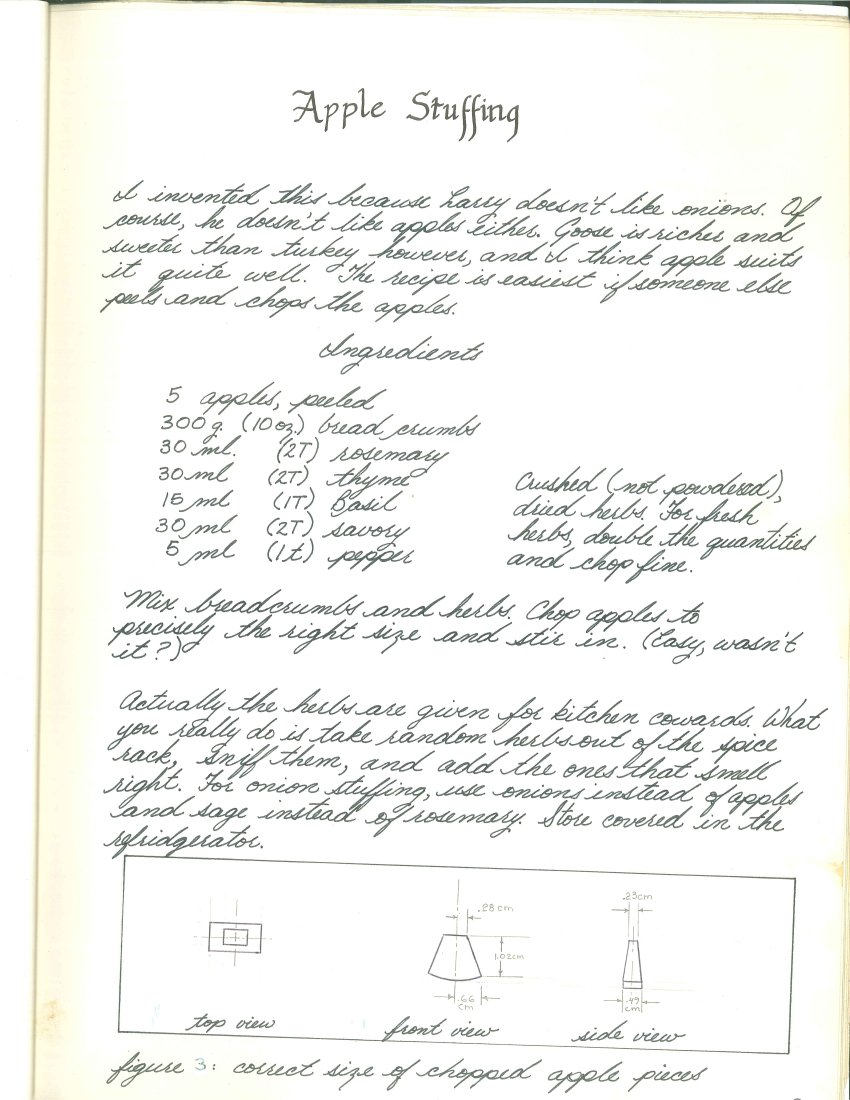 Apple Stuffing
I invented this because Larry doesn't like onions. Of
course, he doesn't like apples either. Goose is richer and
sweeter than turkey however, and I think apple suits
it quite well. The recipe is easiest if someone else
peels and chops the apples.
Ingredients
5 apples, peeled
300 g. (10 oz.) bread crumbs
30 ml. (2T) rosemary
30 ml (2T) thyme
15 ml (1T) Basil
30 ml (2T) savory
5 ml (1t) pepper
Crushed (not powdered),
dried herbs. For fresh
herbs, double the quantities
and chop fine.
Mix breadcrumbs and herbs. Chop apples to
precisely the right size and stir in. (Easy, wasn't
it?)
Actually the herbs are given for kitchen cowards. What
you really do is take random herbs out of the spice
rack, sniff them, and add the ones that smell
right. For onion stuffing, use onions instead of apples
and sage instead of rosemary. Store covered in the
refridgerator.
.28 cm
.23cm
1.02cm
.66
cm
.49
cm
top view
front view
side view
figure 3: correct size of chopped apple pieces